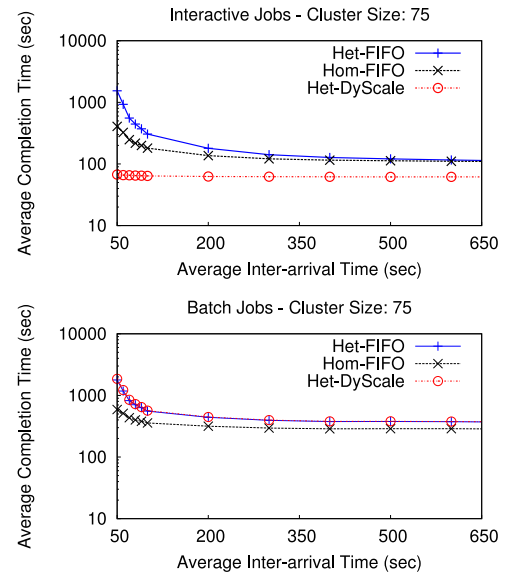 Interactive Jobs - Cluster Size: 75
Average Completion Time (sec)
10000
1000
100
10
Het-FIFO
Hom-FIFO
Het-DyScale
50 200 350 500 650
Average Inter-arrival Time (sec)
Batch Jobs - Cluster Size: 75
Average Completion Time (sec)
10000
1000
100
10
Het-FIFO
Hom-FIFO
Het-DyScale
50 200 350 500 650
Average Inter-arrival Time (sec)